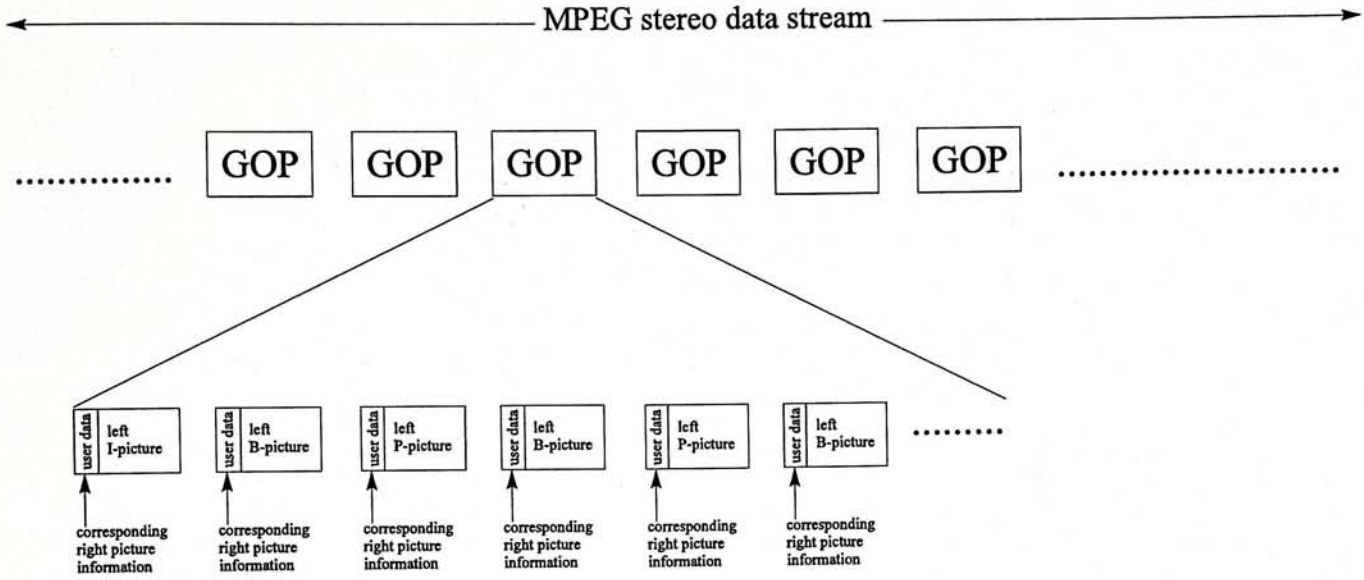 MPEG stereo data stream
GOP GOP GOP GOP GOP GOP
user data
left
I-picture
user data
left
B-picture
user data
left
P-picture
user data
left
B-picture
user data
left
P-picture
user data
left
B-picture
corresponding
right picture
information
corresponding
right picture
information
corresponding
right picture
information
corresponding
right picture
information
corresponding
right picture
information
corresponding
right picture
information